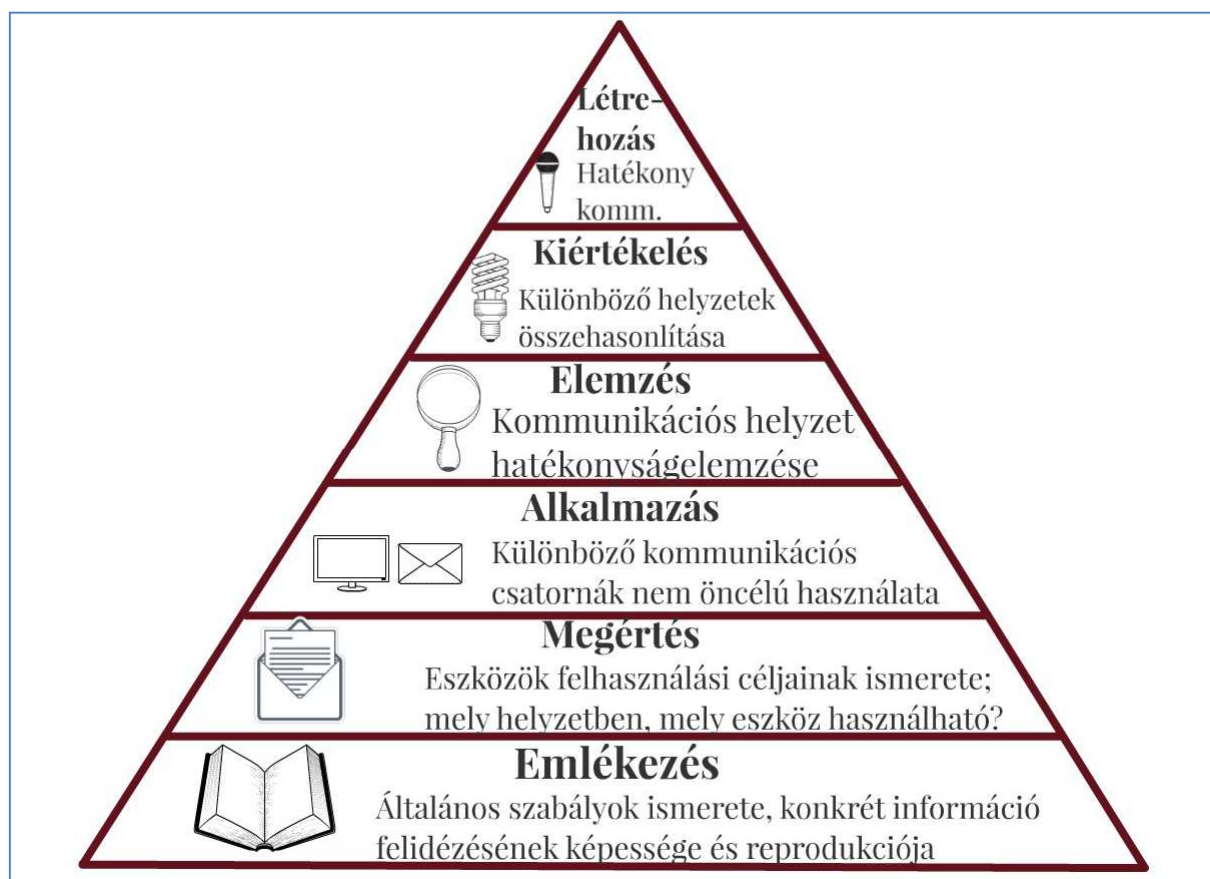 Létre-
hozás
Hatékony
komm.
Kiértékelés
Különböző helyzetek
összehasonlítása
Elemzés
Kommunikációs helyzet
hatékonyságelemzése
Alkalmazás
Különböző kommunikációs
csatornák nem öncélú használata
Megértés
Eszközök felhasználási céljainak ismerete;
mely helyzetben, mely eszköz használható?
Emlékezés
Általános szabályok ismerete, konkrét információ
felidézésének képessége és reprodukciója